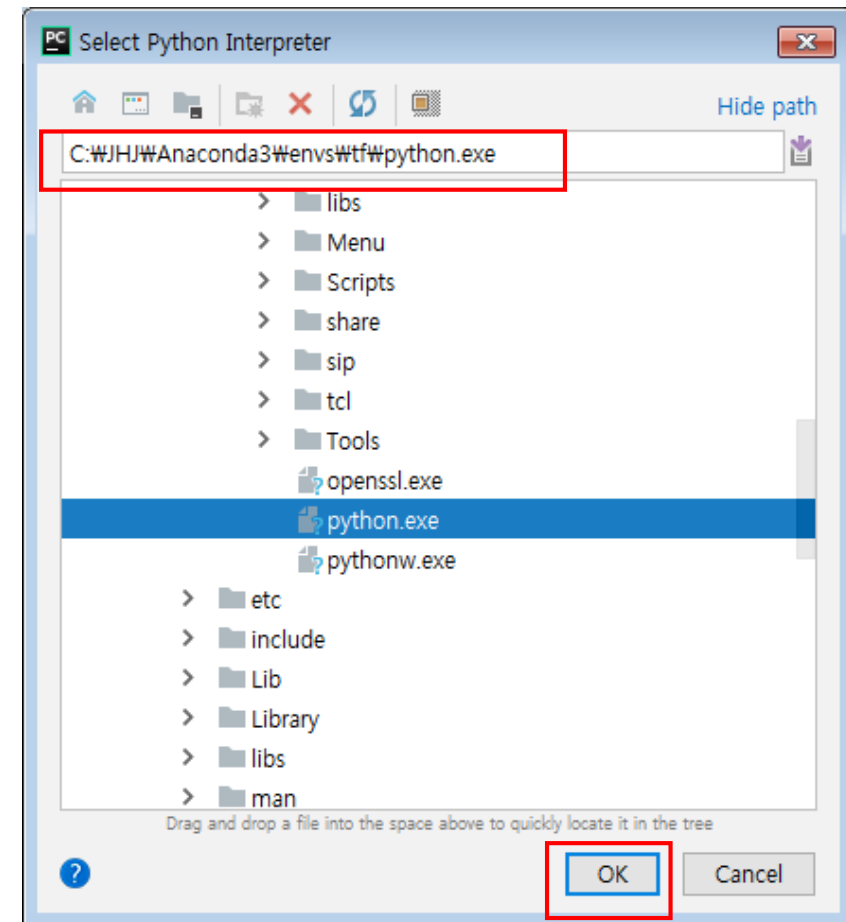 PC Select Python Interpreter
Hide path
C:₩JHJ₩Anaconda3₩envs₩tf₩python.exe
libs
Menu
Scripts
share
sip
tcl
Tools
openssl.exe
python.exe
pythonw.exe
etc
include
Lib
Library
libs
man
Drag and drop a file into the space above to quickly locate it in the tree
? OK Cancel